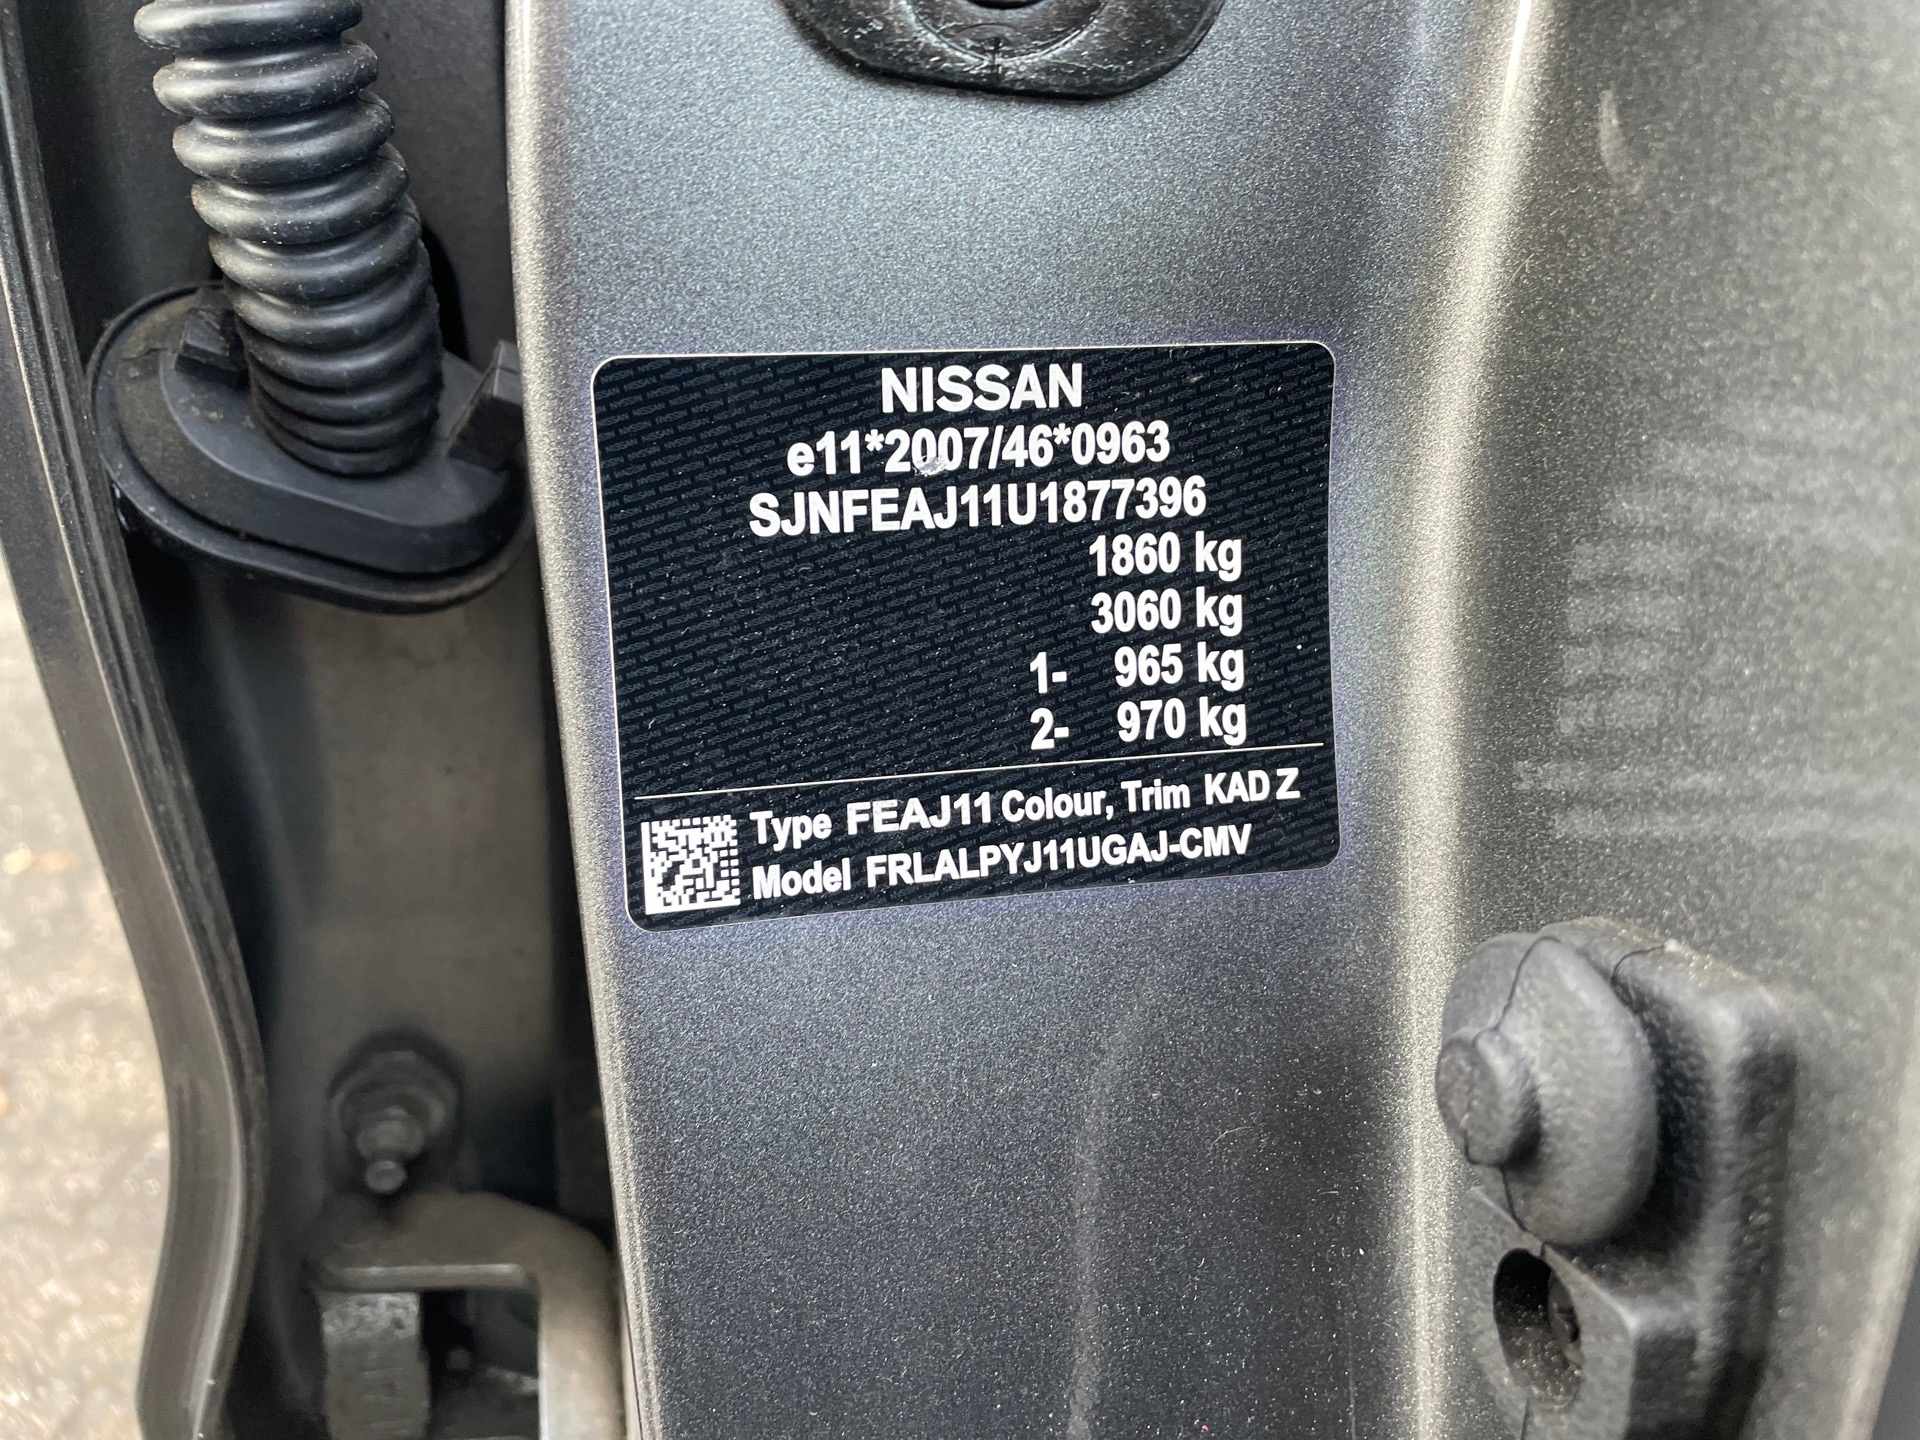 NISSAN
e11*2007/46*0963
SJNFEAJ11U1877396
1860 kg
3060 kg
1- 965 kg
2- 970 kg
Type FEAJ11 Colour, Trim KAD Z
Model FRLALPYJ11UGAJ-CMV